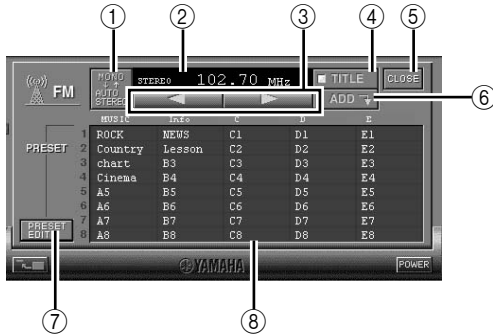 ① ② ③ ④ ⑤
FM
MONO
↓↑
AUTO
STEREO
STEREO 102.70 MHz
TITLE
CLOSE
ADD
⑥
MUSIC Info C D E
PRESET
1 ROCK NEWS C1 D1 E1
2 Country Lesson C2 D2 E2
3 chart B3 C3 D3 E3
4 Cinema B4 C4 D4 E4
5 A5 B5 C5 D5 E5
6 A6 B6 C6 D6 E6
7 A7 B7 C7 D7 E7
8 A8 B8 C8 D8 E8
PRESET
EDIT
YAMAHA
POWER
⑦ ⑧